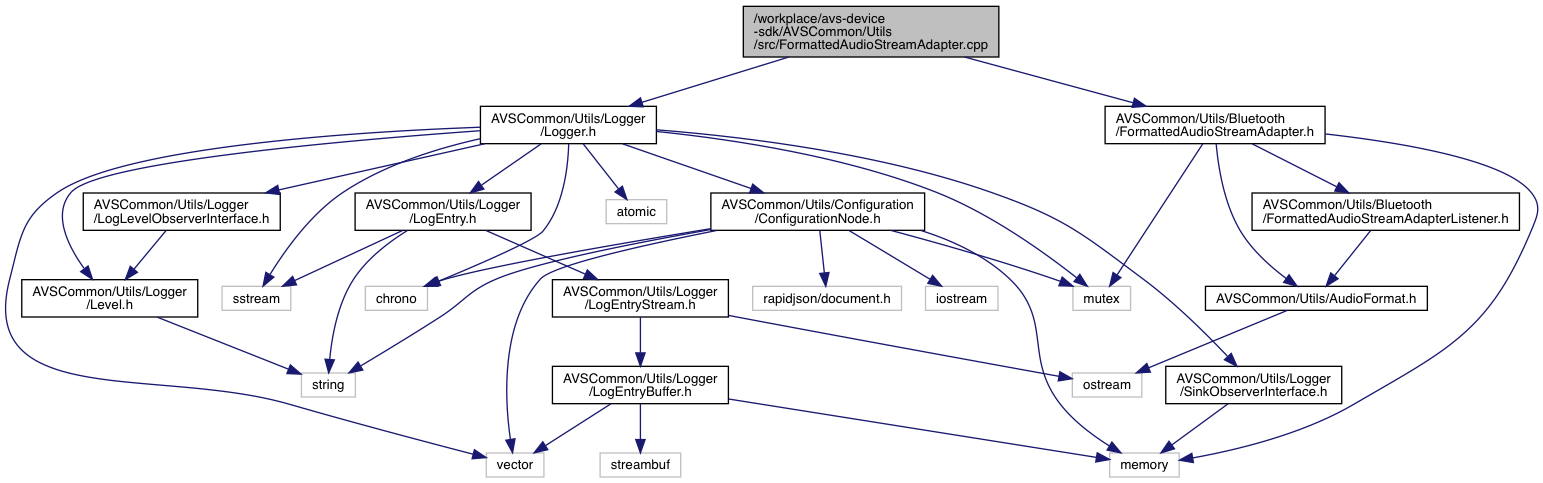 /workplace/avs-device
-sdk/AVSCommon/Utils
/src/FormattedAudioStreamAdapter.cpp
AVSCommon/Utils/Logger
/Logger.h
AVSCommon/Utils/Bluetooth
/FormattedAudioStreamAdapter.h
AVSCommon/Utils/Logger
/LogLevelObserverInterface.h
AVSCommon/Utils/Logger
/LogEntry.h
atomic
AVSCommon/Utils/Configuration
/ConfigurationNode.h
AVSCommon/Utils/Bluetooth
/FormattedAudioStreamAdapterListener.h
AVSCommon/Utils/Logger
/Level.h
sstream
chrono
AVSCommon/Utils/Logger
/LogEntryStream.h
rapidjson/document.h
iostream
mutex
AVSCommon/Utils/AudioFormat.h
string
AVSCommon/Utils/Logger
/LogEntryBuffer.h
ostream
AVSCommon/Utils/Logger
/SinkObserverInterface.h
vector
streambuf
memory